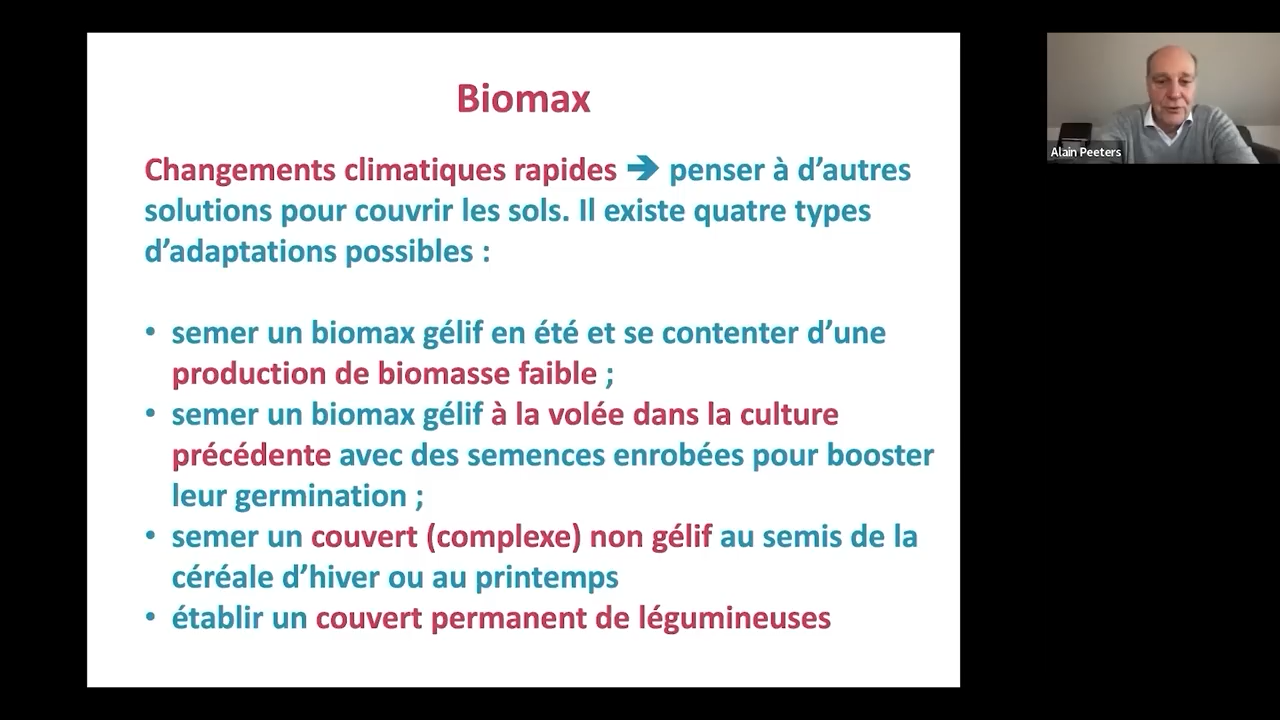 Biomax
Changements climatiques rapides ➔ penser à d’autres
solutions pour couvrir les sols. Il existe quatre types
d’adaptations possibles :
• semer un biomax gélif en été et se contenter d’une
production de biomasse faible ;
• semer un biomax gélif à la volée dans la culture
précédente avec des semences enrobées pour booster
leur germination ;
• semer un couvert (complexe) non gélif au semis de la
céréale d’hiver ou au printemps
• établir un couvert permanent de légumineuses
Alain Peeters